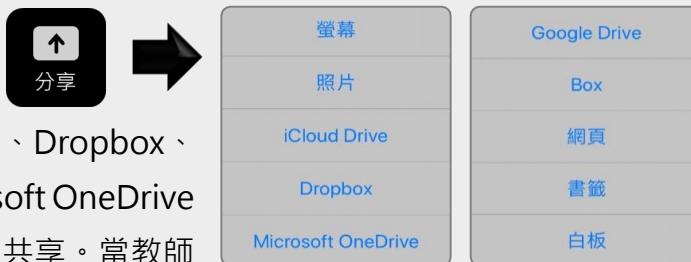 分享
螢幕
照片
iCloud Drive
Dropbox
Microsoft OneDrive
Google Drive
Box
網頁
書籤
白板
、Dropbox、
soft OneDrive
共享。當教師